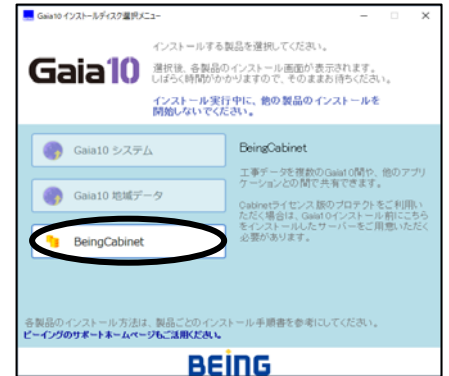 Gaia10 インストールディスク選択メニュー
Gaia10
インストールする製品を選択してください。
選択後、各製品のインストール画面が表示されます。
しばらく時間がかかりますので、そのままお待ちください。
インストール実行中に、他の製品のインストールを
開始しないでください。
Gaia10 システム
Gaia10 地域データ
BeingCabinet
BeingCabinet
工事データを複数のGaia10間や、他のアプリ
ケーションとの間で共有できます。
Cabinetライセンス版のプロテクトをご利用い
ただく場合は、Gaia10インストール前にこちら
をインストールしたサーバーをご用意いただく
必要があります。
各製品のインストール方法は、製品ごとのインストール手順書を参考にしてください。
ビーイングのサポートホームページもご活用ください。
BEING